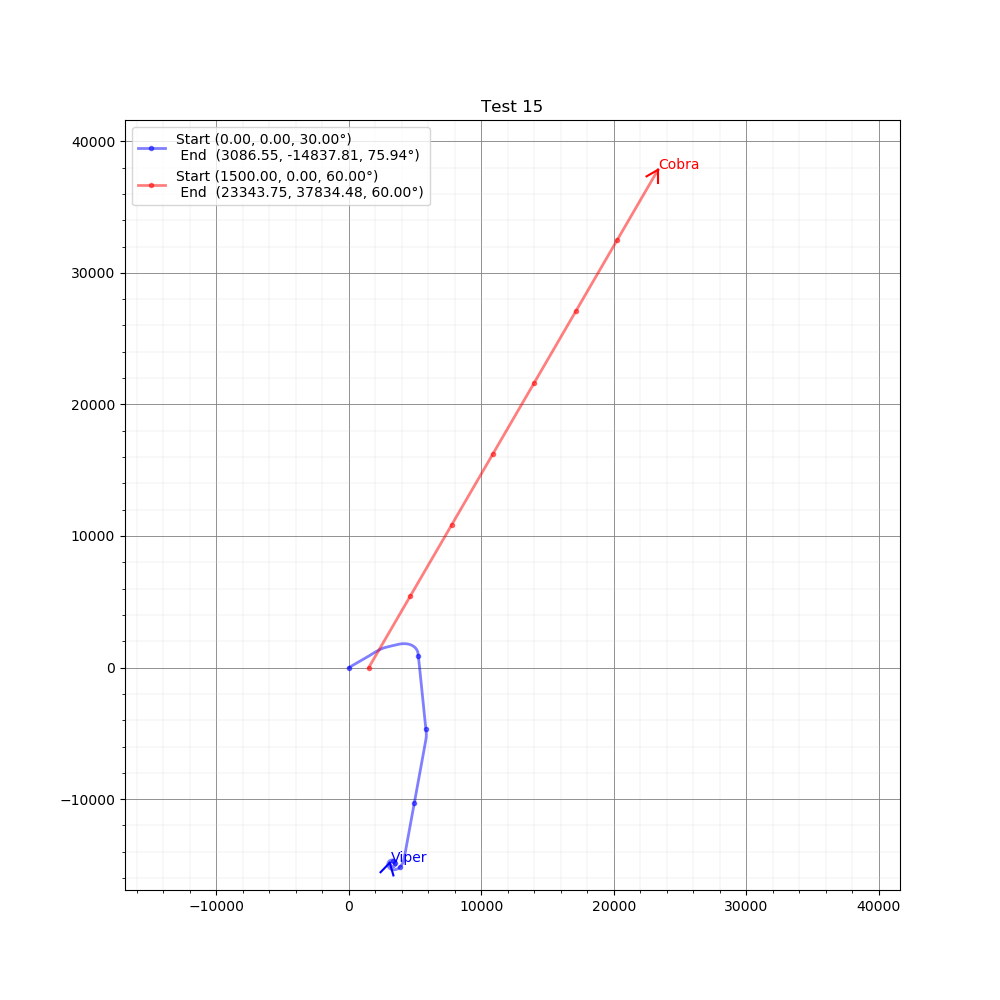 Test 15
Start (0.00, 0.00, 30.00°)
End (3086.55, -14837.81, 75.94°)
Start (1500.00, 0.00, 60.00°)
End (23343.75, 37834.48, 60.00°)
Cobra
Viper
40000
30000
20000
10000
0
−10000
−10000
0
10000
20000
30000
40000